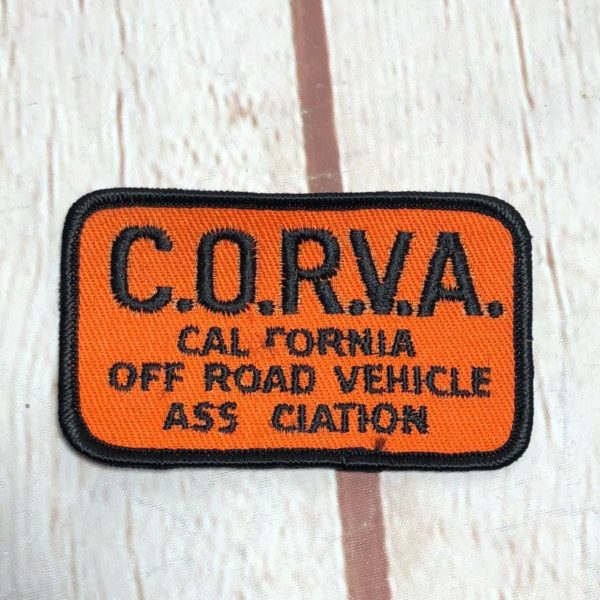 C.O.R.V.A.
CAL FORNIA
OFF ROAD VEHICLE
ASS CIATION